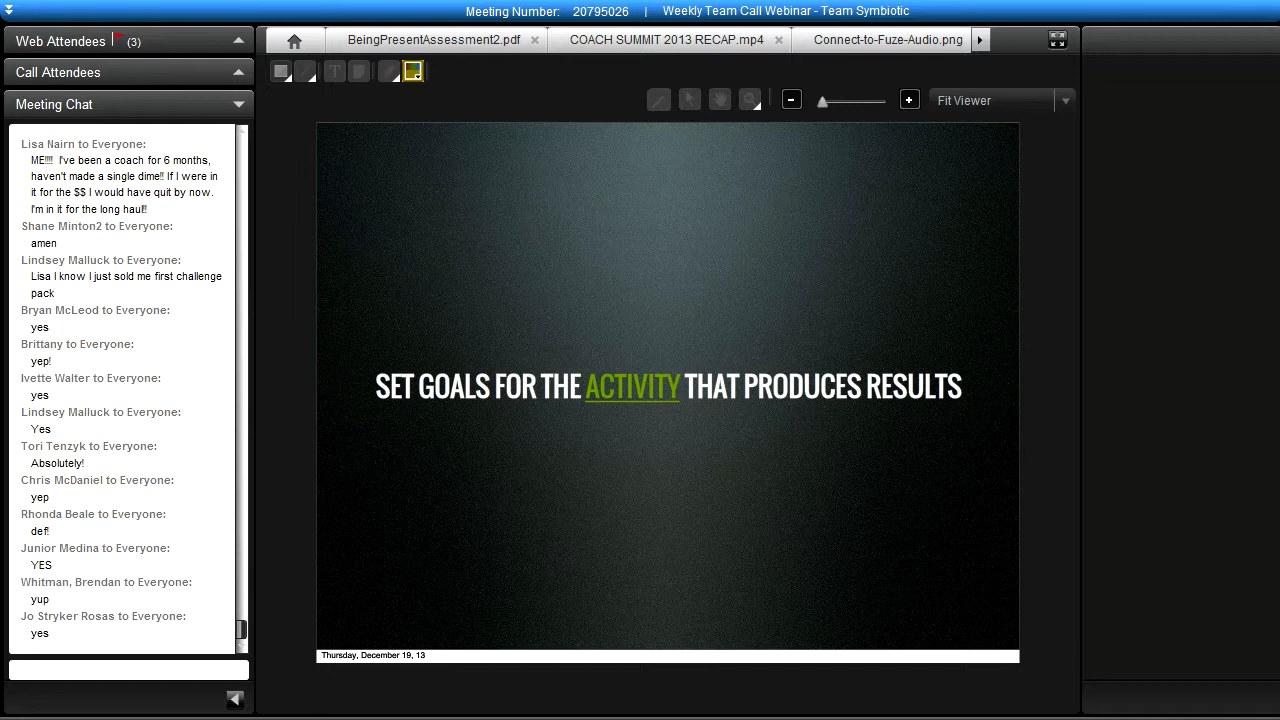 Meeting Number: 20795026 | Weekly Team Call Webinar - Team Symbiotic
Web Attendees (3)
Call Attendees
Meeting Chat
BeingPresentAssessment2.pdf
COACH SUMMIT 2013 RECAP.mp4
Connect-to-Fuze-Audio.png
T
Fit Viewer
Lisa Nairn to Everyone:
ME!!!! I've been a coach for 6 months,
haven't made a single dime!! If I were in
it for the $$ I would have quit by now.
I'm in it for the long haul!!
Shane Minton2 to Everyone:
amen
Lindsey Malluck to Everyone:
Lisa I know I just sold me first challenge
pack
Bryan McLeod to Everyone:
yes
Brittany to Everyone:
yep!
Ivette Walter to Everyone:
yes
Lindsey Malluck to Everyone:
Yes
Tori Tenzyk to Everyone:
Absolutely!
Chris McDaniel to Everyone:
yep
Rhonda Beale to Everyone:
def!
Junior Medina to Everyone:
YES
Whitman, Brendan to Everyone:
yup
Jo Stryker Rosas to Everyone:
yes
SET GOALS FOR THE ACTIVITY THAT PRODUCES RESULTS
Thursday, December 19, 13